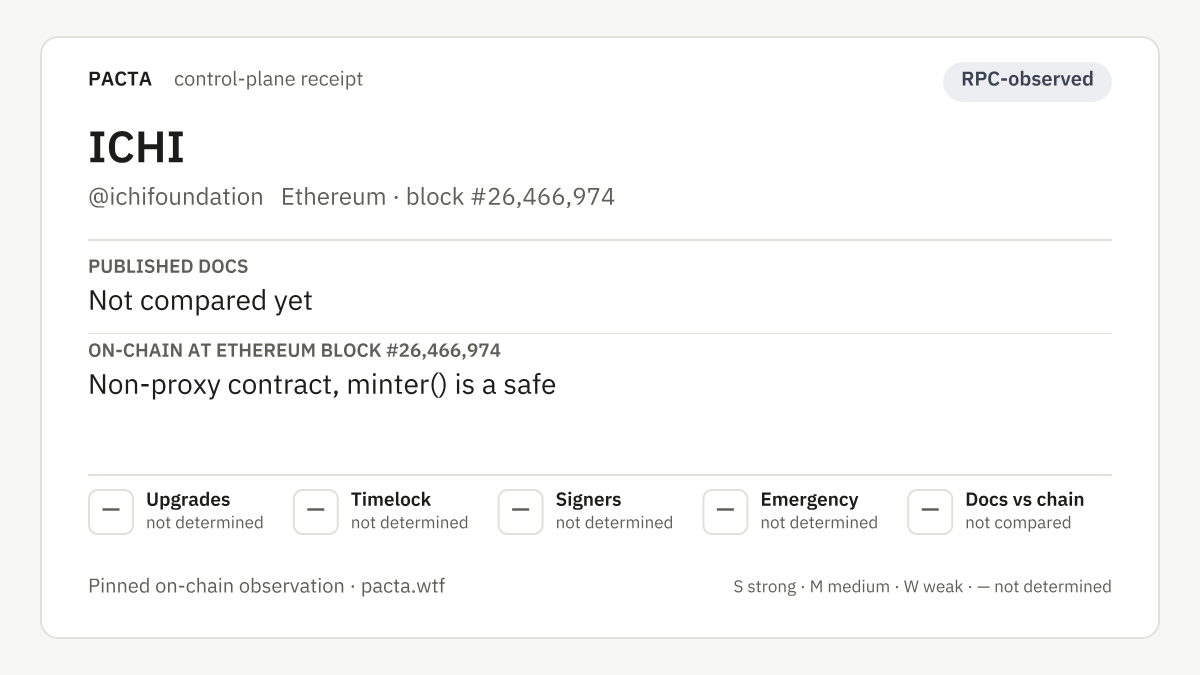 PACTA control-plane receipt
RPC-observed
ICHI
@ichifoundation Ethereum · block #26,466,974
PUBLISHED DOCS
Not compared yet
ON-CHAIN AT ETHEREUM BLOCK #26,466,974
Non-proxy contract, minter() is a safe
— Upgrades
not determined
— Timelock
not determined
— Signers
not determined
— Emergency
not determined
— Docs vs chain
not compared
Pinned on-chain observation · pacta.wtf
S strong · M medium · W weak · — not determined